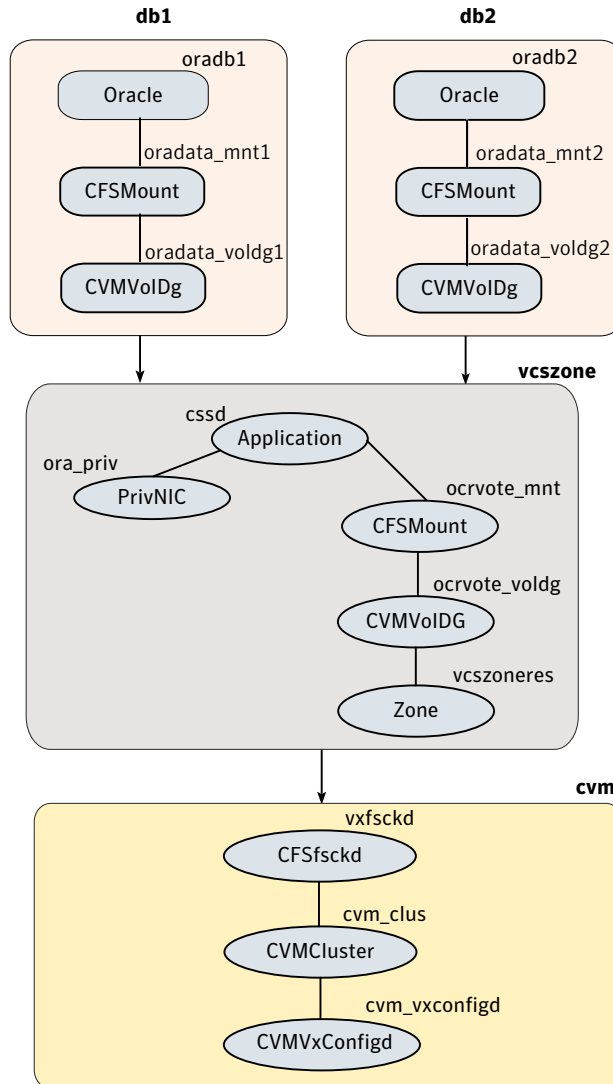 db1
db2
oradb1
Oracle
oradata_mnt1
CFSMount
oradata_voldg1
CVMVolDg
oradb2
Oracle
oradata_mnt2
CFSMount
oradata_voldg2
CVMVolDg
vcszone
cssd
Application
ora_priv
PrivNIC
ocrvote_mnt
CFSMount
ocrvote_voldg
CVMVolDG
vcszoneres
Zone
cvm
vxfsckd
CFSfsckd
cvm_clus
CVMCluster
cvm_vxconfigd
CVMVxConfigd